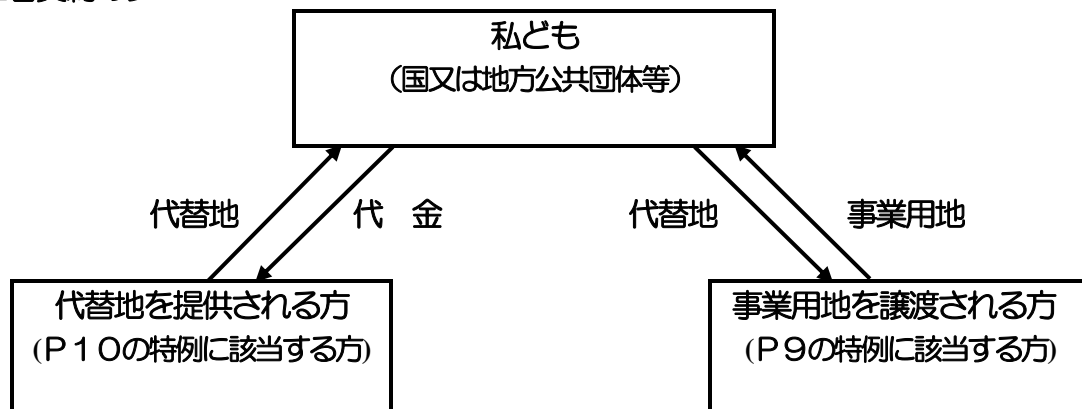 私ども
（国又は地方公共団体等）
代替地
代　金
代替地
事業用地
代替地を提供される方
(Ｐ１０の特例に該当する方)
事業用地を譲渡される方
(Ｐ９の特例に該当する方)